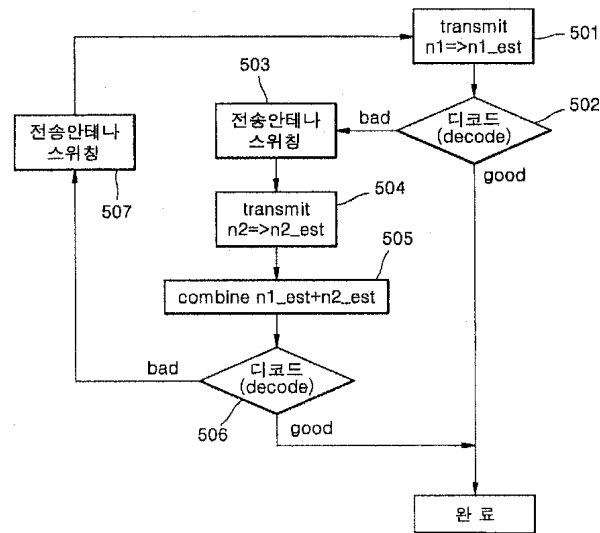 transmit
n1=>n1_est
501
디코드
(decode)
502
bad
good
503
전송안테나
스위칭
전송안테나
스위칭
507
504
transmit
n2=>n2_est
505
combine n1_est+n2_est
디코드
(decode)
506
bad
good
완 료